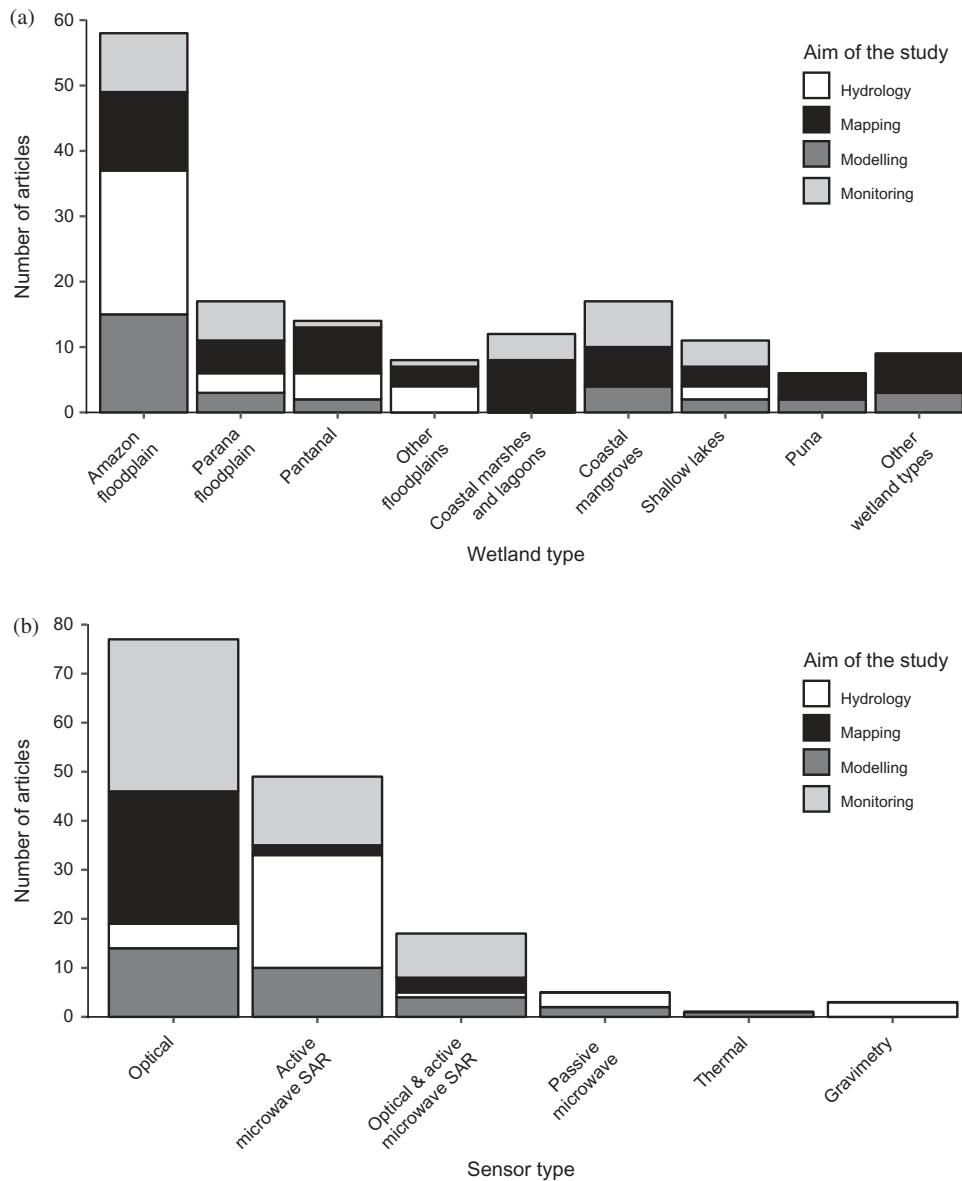 (a)
60
50
40
30
20
10
0
Number of articles
Aim of the study
Hydrology
Mapping
Modelling
Monitoring
Amazon
floodplain
Parana
floodplain
Pantanal
Other
floodplains
Coastal marshes
and lagoons
Coastal
mangroves
Shallow lakes
Puna
Other
wetland types
Wetland type
(b)
80
70
60
50
40
30
20
10
0
Number of articles
Aim of the study
Hydrology
Mapping
Modelling
Monitoring
Optical
Active
microwave SAR
Optical & active
microwave SAR
Passive
microwave
Thermal
Gravimetry
Sensor type